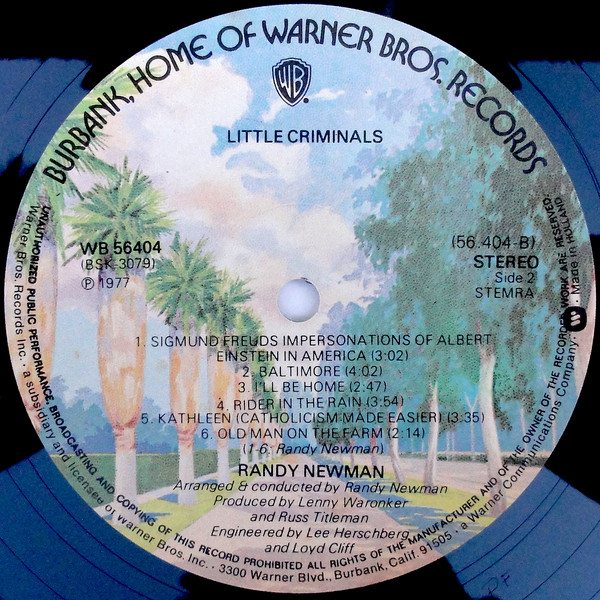 BURBANK, HOME OF WARNER BROS. RECORDS
WB
LITTLE CRIMINALS
WB 56404
(BSK-3079)
Ⓟ 1977
(56.404-B)
STEREO
Side 2
STEMRA
1. SIGMUND FREUDS IMPERSONATIONS OF ALBERT
EINSTEIN IN AMERICA (3:02)
2. BALTIMORE (4:02)
3. I'LL BE HOME (2:47)
4. RIDER IN THE RAIN (3:54)
5. KATHLEEN (CATHOLICISM MADE EASIER) (3:35)
6. OLD MAN ON THE FARM (2:14)
(1-6: Randy Newman)
RANDY NEWMAN
Arranged & conducted by Randy Newman
Produced by Lenny Waronker
and Russ Titleman
Engineered by Lee Herschberg
and Loyd Cliff
UNAUTHORIZED PUBLIC PERFORMANCE, BROADCASTING AND COPYING OF THIS RECORD PROHIBITED ALL RIGHTS OF THE MANUFACTURER AND OF THE OWNER OF THE RECORDED WORK ARE RESERVED.
Warner Bros. Records Inc. · a subsidiary and licensee of Warner Bros. Inc. · 3300 Warner Blvd., Burbank, Calif. 91505 · a Warner Communications Company · Made in HOLLAND